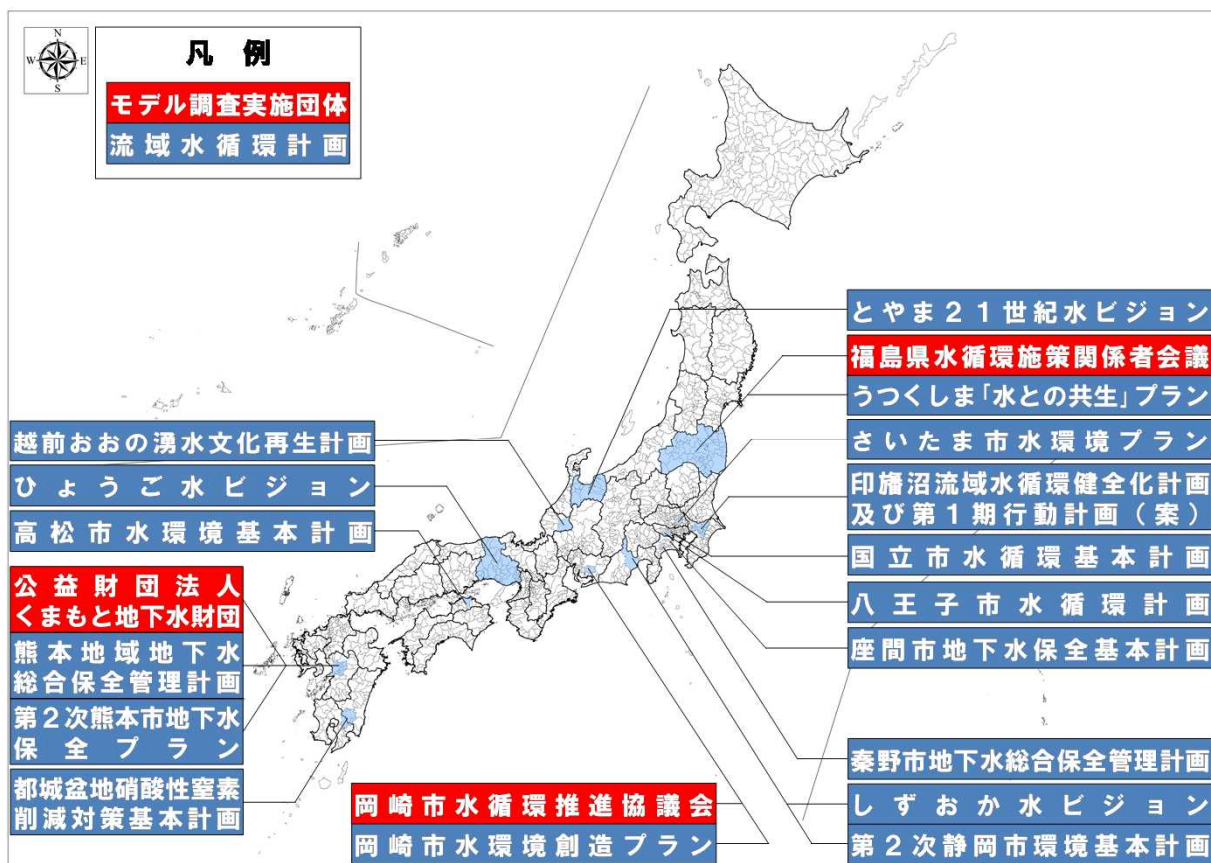 N
W E
S
凡例
モデル調査実施団体
流域水循環計画
とやま21世紀水ビジョン
福島県水循環施策関係者会議
うつくしま「水との共生」プラン
さいたま市水環境プラン
印旛沼流域水循環健全化計画
及び第1期行動計画(案)
国立市水循環基本計画
八王子市水循環計画
座間市地下水保全基本計画
秦野市地下水総合保全管理計画
しずおか水ビジョン
第2次静岡市環境基本計画
越前おおの湧水文化再生計画
ひょうご水ビジョン
高松市水環境基本計画
公益財団法人
くまもと地下水財団
熊本地域地下水
総合保全管理計画
第2次熊本市地下水
保全プラン
都城盆地硝酸性窒素
削減対策基本計画
岡崎市水循環推進協議会
岡崎市水環境創造プラン